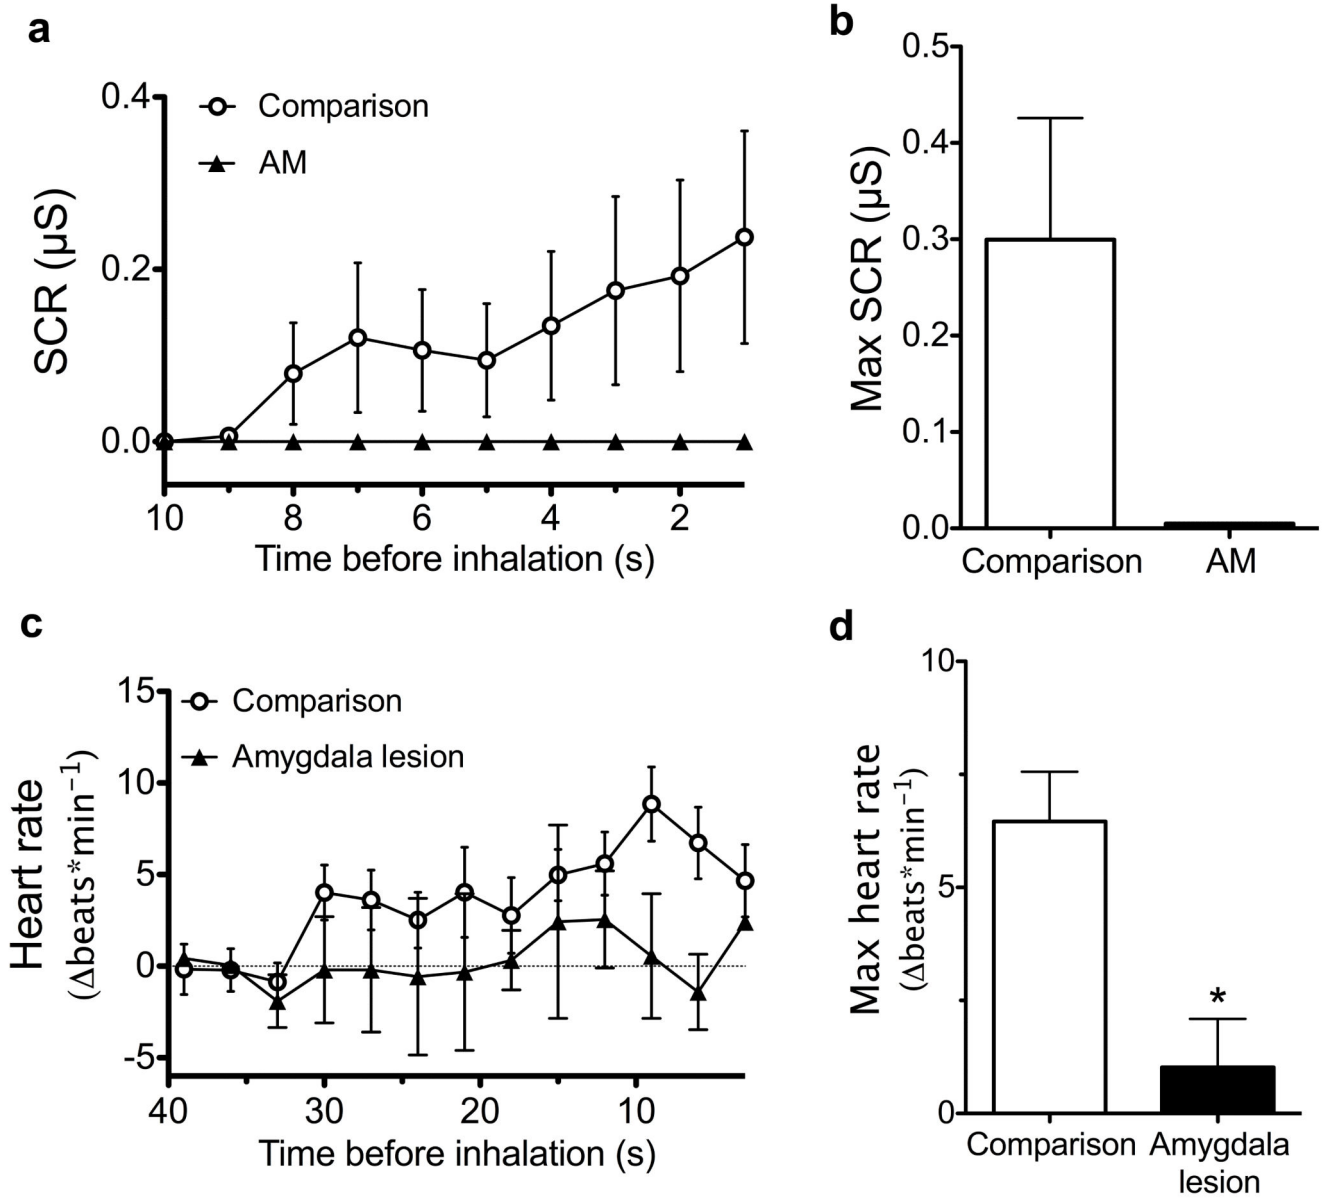 a
0.4
0.2
0.0
SCR (μS)
Comparison
AM
10 8 6 4 2
Time before inhalation (s)
b
0.5
0.4
0.3
0.2
0.1
0.0
Max SCR (μS)
Comparison AM
c
15
10
5
0
-5
Heart rate
(Δbeats*min⁻¹)
Comparison
Amygdala lesion
40 30 20 10
Time before inhalation (s)
d
10
5
0
Max heart rate
(Δbeats*min⁻¹)
*
Comparison Amygdala
lesion